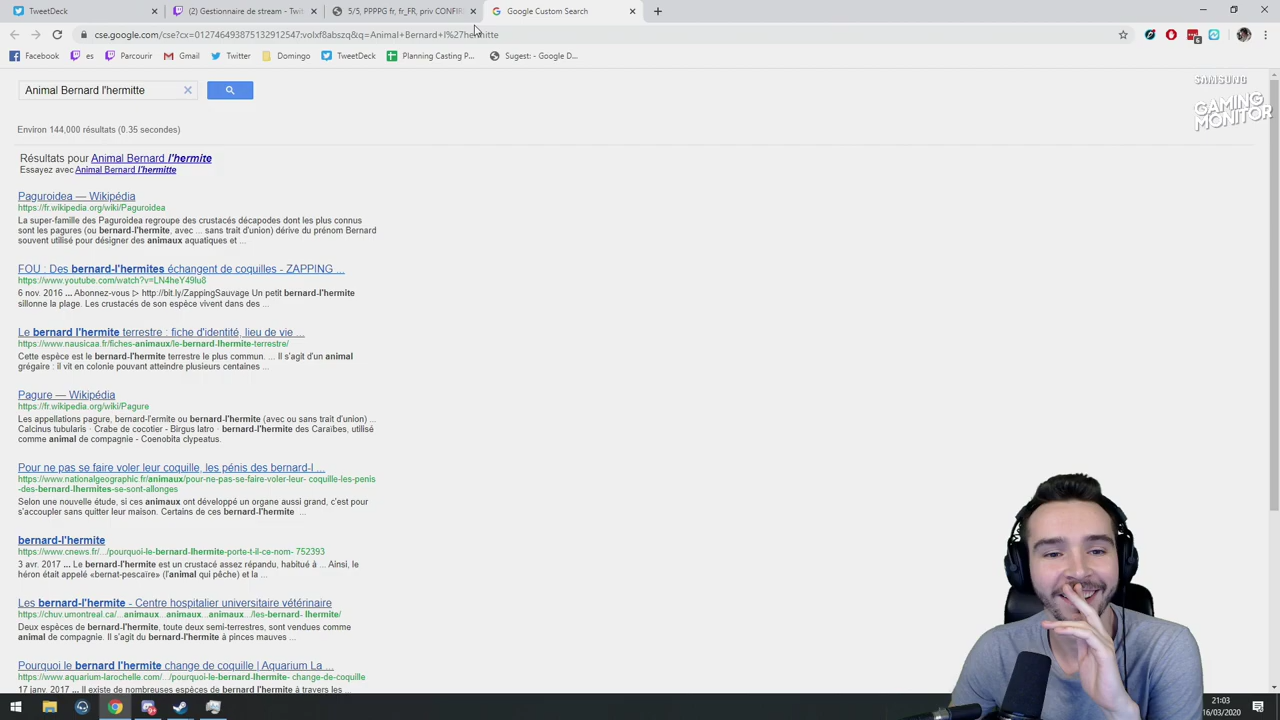 TweetDeck
(2) Gestion de stream - Twit
5/5, PPPG fr, fr_FR, priv CONFIR
Google Custom Search
cse.google.com/cse?cx=012746493875132912547:volxf8abszq&q=Animal+Bernard+l%27hermitte
Facebook
es
Parcourir
Gmail
Twitter
Domingo
TweetDeck
Planning Casting P...
Sugest: - Google D...
SAMSUNG
GAMING
MONITOR
Animal Bernard l'hermitte
Environ 144,000 résultats (0.35 secondes)
Résultats pour Animal Bernard l'hermite
Essayez avec Animal Bernard l'hermitte
Paguroidea — Wikipédia
https://fr.wikipedia.org/wiki/Paguroidea
La super-famille des Paguroidea regroupe des crustacés décapodes dont les plus connus
sont les pagures (ou bernard-l'hermite, avec ... sans trait d'union) dérive du prénom Bernard
souvent utilisé pour désigner des animaux aquatiques et ...
FOU : Des bernard-l'hermites échangent de coquilles - ZAPPING ...
https://www.youtube.com/watch?v=LN4heY49lu8
6 nov. 2016 ... Abonnez-vous ▷ http://bit.ly/ZappingSauvage Un petit bernard-l'hermite
sillonne la plage. Les crustacés de son espèce vivent dans des ...
Le bernard l'hermite terrestre : fiche d'identité, lieu de vie ...
https://www.nausicaa.fr/fiches-animaux/le-bernard-lhermite-terrestre/
Cette espèce est le bernard-l'hermite terrestre le plus commun. ... Il s'agit d'un animal
grégaire : il vit en colonie pouvant atteindre plusieurs centaines ...
Pagure — Wikipédia
https://fr.wikipedia.org/wiki/Pagure
Les appellations pagure, bernard-l'ermite ou bernard-l'hermite (avec ou sans trait d'union) ...
Calcinus tubularis · Crabe de cocotier - Birgus latro · bernard-l'hermite des Caraïbes, utilisé
comme animal de compagnie - Coenobita clypeatus.
Pour ne pas se faire voler leur coquille, les pénis des bernard-l ...
https://www.nationalgeographic.fr/animaux/pour-ne-pas-se-faire-voler-leur- coquille-les-penis
-des-bernard-lhermites-se-sont-allonges
Selon une nouvelle étude, si ces animaux ont développé un organe aussi grand, c'est pour
s'accoupler sans quitter leur maison. Certains de ces bernard-l'hermite ...
bernard-l'hermite
https://www.cnews.fr/.../pourquoi-le-bernard-lhermite-porte-t-il-ce-nom- 752393
3 avr. 2017 ... Le bernard-l'hermite est un crustacé assez répandu, habitué à ... Ainsi, le
héron était appelé «bernat-pescaïre» (l'animal qui pêche) et la ...
Les bernard-l'hermite - Centre hospitalier universitaire vétérinaire
https://chuv.umontreal.ca/...animaux...animaux...animaux.../les-bernard- lhermite/
Deux espèces de bernard-l'hermite, toute deux semi-terrestres, sont vendues comme
animal de compagnie. Il s'agit du bernard-l'hermite à pinces mauves ...
Pourquoi le bernard l'hermite change de coquille | Aquarium La ...
https://www.aquarium-larochelle.com/.../pourquoi-le-bernard-lhermite- change-de-coquille
17 janv. 2017 ... Il existe de nombreuses espèces de bernard l'hermite à travers les ...
21:03
16/03/2020